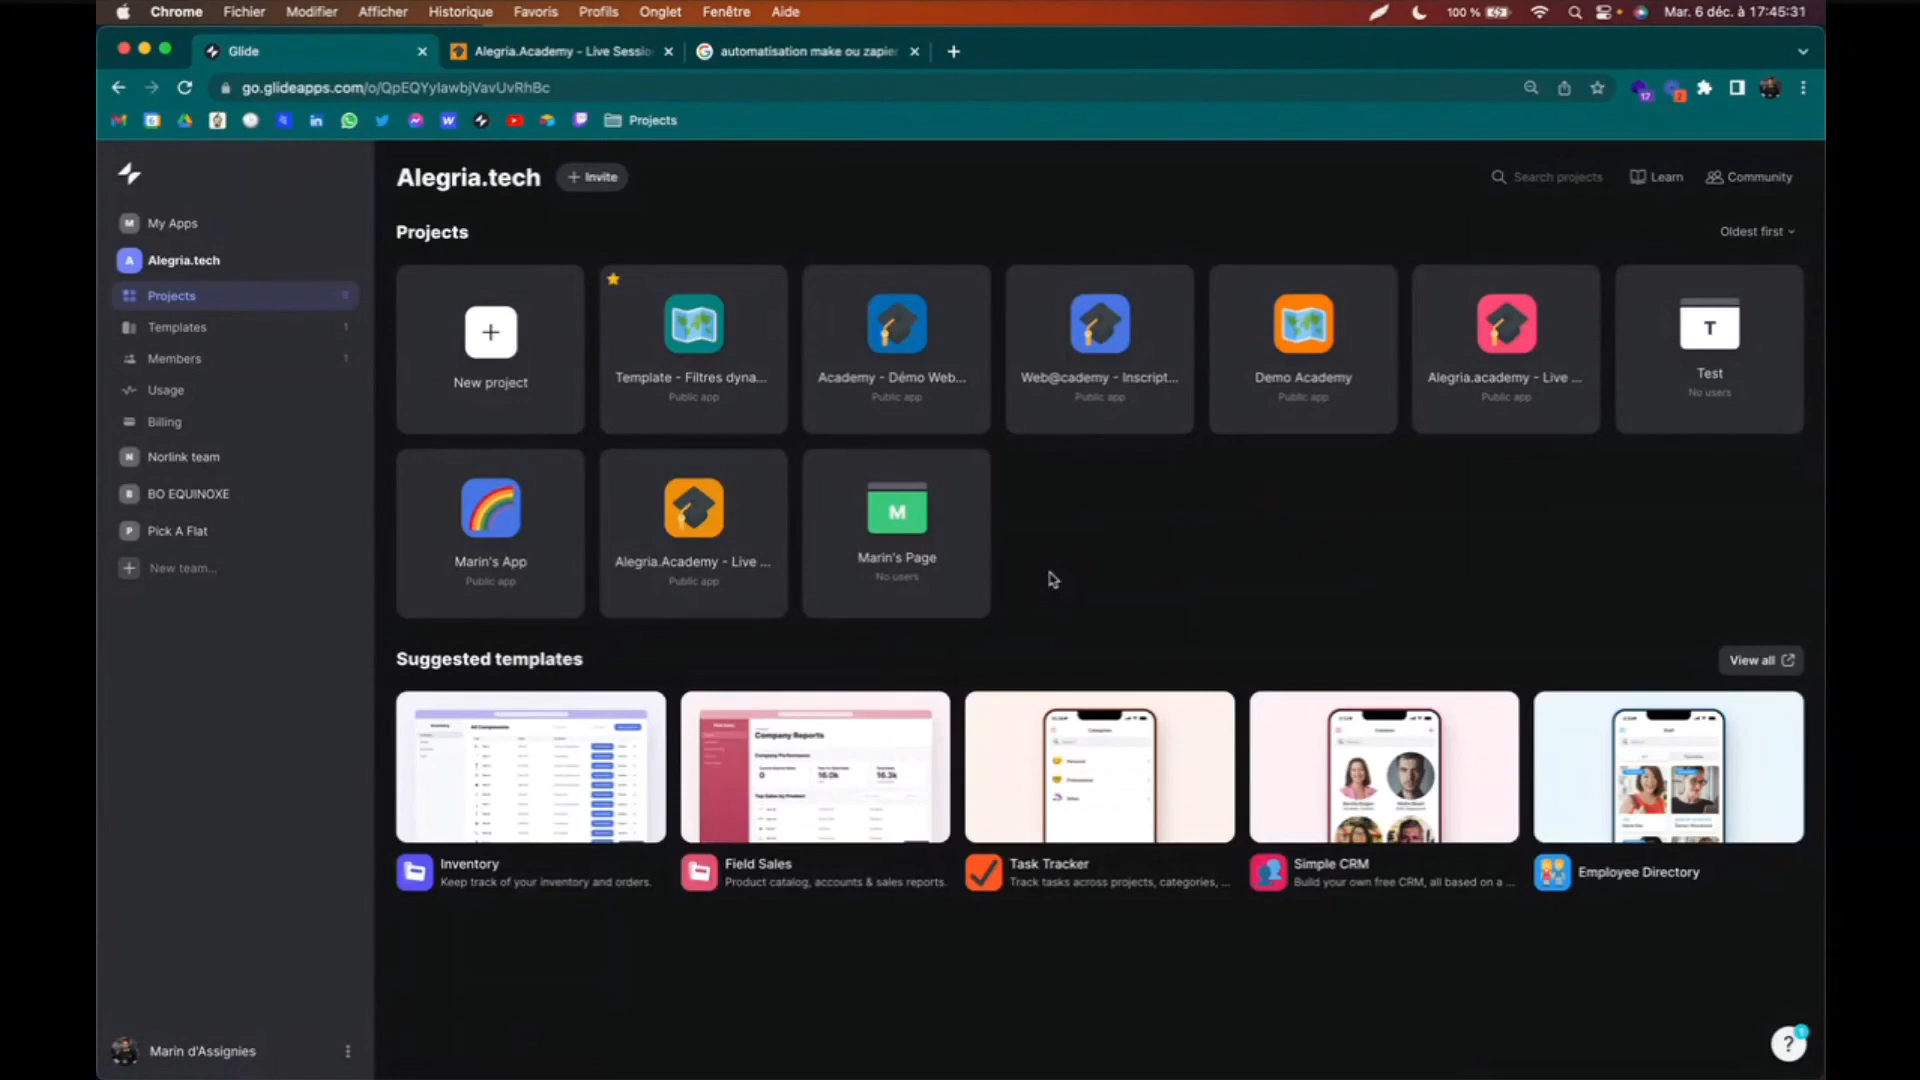 Chrome Fichier Modifier Afficher Historique Favoris Profils Onglet Fenêtre Aide 100 % Mar. 6 déc. à 17:45:31
Glide Alegria.Academy - Live Sessio automatisation make ou zapier
go.glideapps.com/o/QpEQYylawbjVavUvRhBc 17 2
Projects
Alegria.tech
Invite
Search projects
Learn
Community
My Apps
Alegria.tech
Projects
Templates 1
Members 1
Usage
Billing
Norlink team
BO EQUINOXE
Pick A Flat
New team...
Marin d'Assignies
Projects
Oldest first
New project
Template - Filtres dyna...
Public app
Academy - Démo Web...
Public app
Web@cademy - Inscript...
Public app
Demo Academy
Public app
Alegria.academy - Live ...
Public app
T
Test
No users
Marin's App
Public app
Alegria.Academy - Live ...
Public app
M
Marin's Page
No users
Suggested templates
View all
Company Reports
Inventory
Keep track of your inventory and orders.
Field Sales
Product catalog, accounts & sales reports.
Task Tracker
Track tasks across projects, categories, ...
Simple CRM
Build your own free CRM, all based on a ...
Employee Directory
?